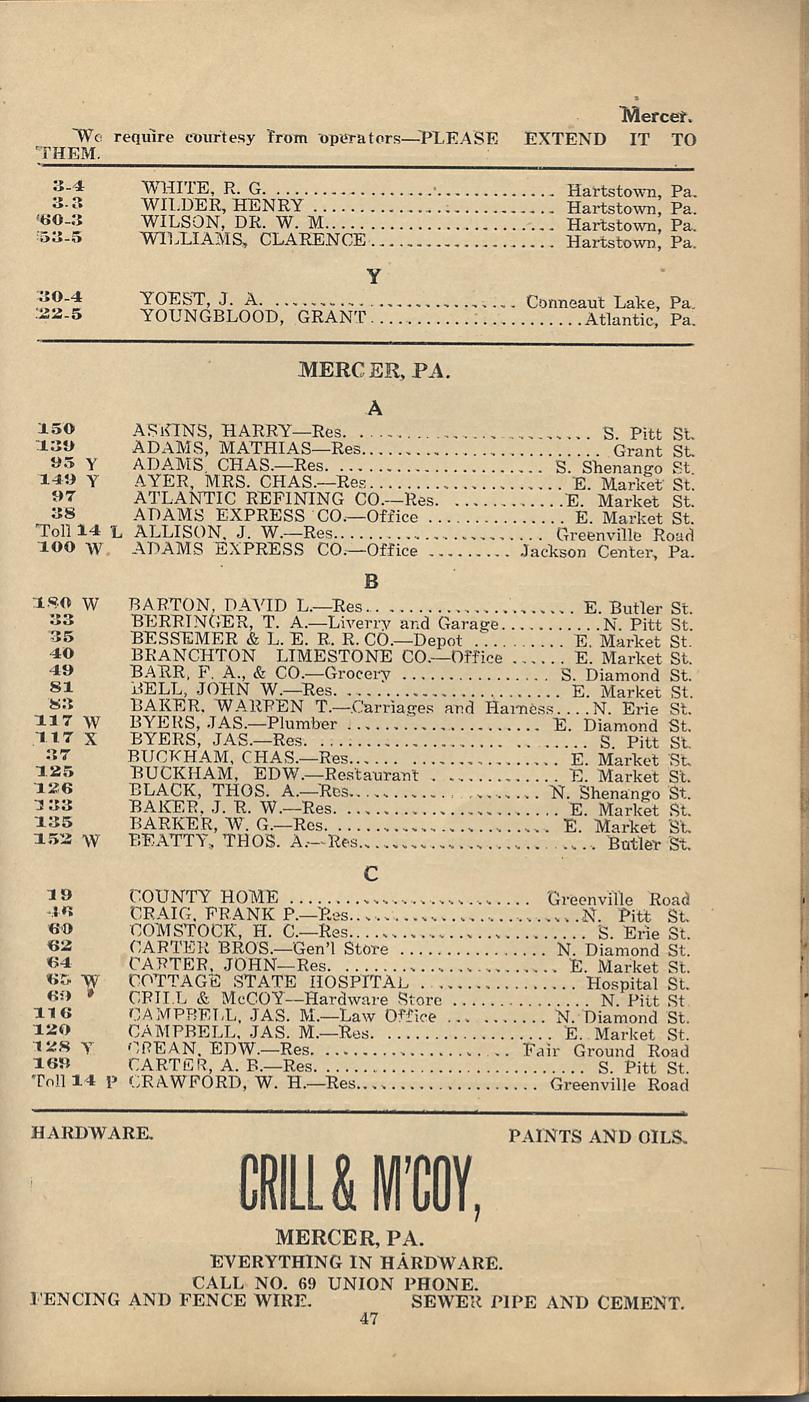 Mercer.
We require courtesy from operators—PLEASE EXTEND IT TO
THEM.
3-4 WHITE, R. G. .......... Hartstown, Pa.
3-3 WILDER, HENRY .......... Hartstown, Pa.
60-3 WILSON, DR. W. M. .......... Hartstown, Pa.
53-5 WILLIAMS, CLARENCE .......... Hartstown, Pa.
Y
30-4 YOEST, J. A. .......... Conneaut Lake, Pa.
22-5 YOUNGBLOOD, GRANT .......... Atlantic, Pa.
MERCER, PA.
A
150 ASKINS, HARRY—Res. .......... S. Pitt St.
139 ADAMS, MATHIAS—Res. .......... Grant St.
95 Y ADAMS, CHAS.—Res. .......... S. Shenango St.
149 Y AYER, MRS. CHAS.—Res. .......... E. Market St.
97 ATLANTIC REFINING CO.—Res. .......... E. Market St.
38 ADAMS EXPRESS CO.—Office .......... E. Market St.
Toll 14 L ALLISON, J. W.—Res. .......... Greenville Road
100 W ADAMS EXPRESS CO.—Office .......... Jackson Center, Pa.
B
180 W BARTON, DAVID L.—Res. .......... E. Butler St.
33 BERRINGER, T. A.—Liverry and Garage .......... N. Pitt St.
35 BESSEMER & L. E. R. R. CO.—Depot .......... E. Market St.
40 BRANCHTON LIMESTONE CO.—Office ...... E. Market St.
49 BARR, F. A., & CO.—Grocery .......... S. Diamond St.
81 BELL, JOHN W.—Res. .......... E. Market St.
83 BAKER, WARREN T.—Carriages and Harness .... N. Erie St.
117 W BYERS, JAS.—Plumber .......... E. Diamond St.
117 X BYERS, JAS.—Res. .......... S. Pitt St.
37 BUCKHAM, CHAS.—Res. .......... E. Market St.
125 BUCKHAM, EDW.—Restaurant .......... E. Market St.
126 BLACK, THOS. A.—Res. .......... N. Shenango St.
133 BAKER, J. R. W.—Res. .......... E. Market St.
135 BARKER, W. G.—Res. .......... E. Market St.
152 W BEATTY, THOS. A.—Res. .......... Butler St.
C
19 COUNTY HOME .......... Greenville Road
46 CRAIG, FRANK P.—Res. .......... N. Pitt St.
60 COMSTOCK, H. C.—Res. .......... S. Erie St.
62 CARTER BROS.—Gen'l Store .......... N. Diamond St.
64 CARTER, JOHN—Res. .......... E. Market St.
65 W COTTAGE STATE HOSPITAL .......... Hospital St.
69 CRILL & McCOY—Hardware Store .......... N. Pitt St
116 CAMPBELL, JAS. M.—Law Office .......... N. Diamond St.
120 CAMPBELL, JAS. M.—Res. .......... E. Market St.
128 Y CREAN, EDW.—Res. .......... Fair Ground Road
169 CARTER, A. B.—Res. .......... S. Pitt St.
Toll 14 P CRAWFORD, W. H.—Res. .......... Greenville Road
HARDWARE. PAINTS AND OILS.
CRILL & M'COY,
MERCER, PA.
EVERYTHING IN HARDWARE.
CALL NO. 69 UNION PHONE.
FENCING AND FENCE WIRE. SEWER PIPE AND CEMENT.
47